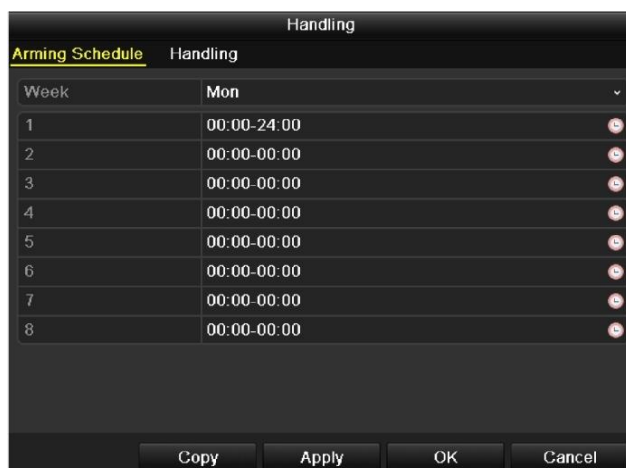 Handling
Arming Schedule Handling
Week Mon
1 00:00-24:00
2 00:00-00:00
3 00:00-00:00
4 00:00-00:00
5 00:00-00:00
6 00:00-00:00
7 00:00-00:00
8 00:00-00:00
Copy Apply OK Cancel